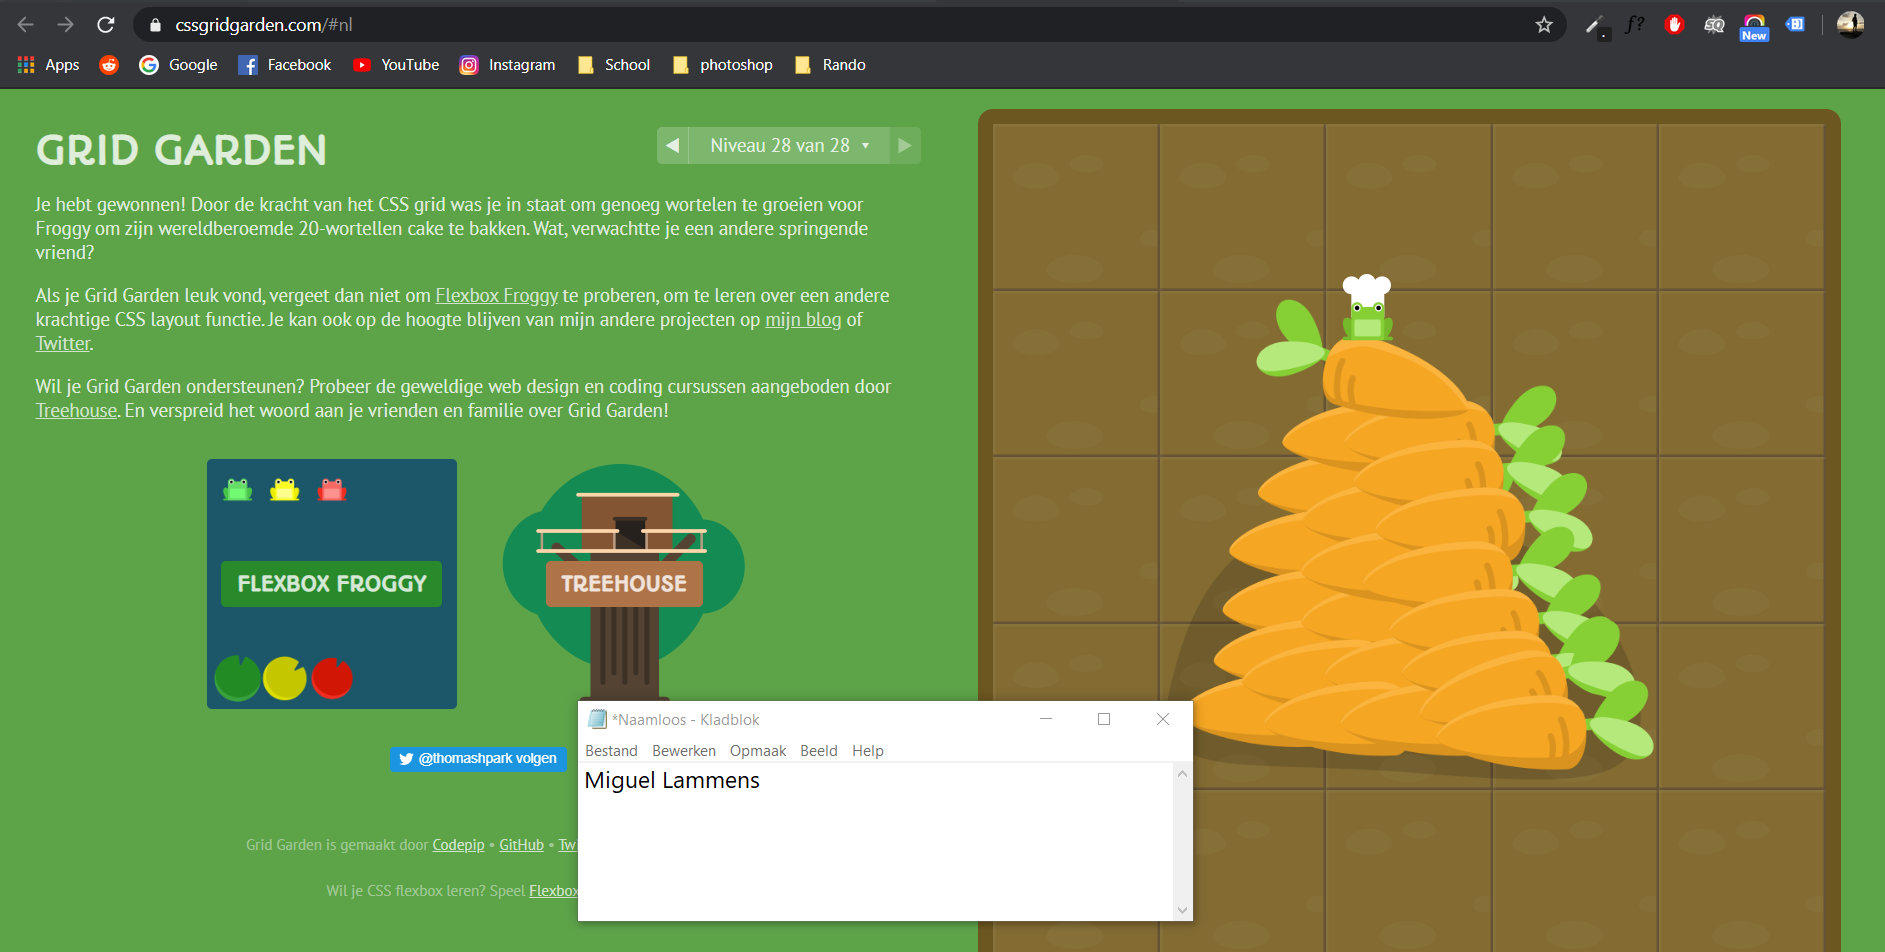 cssgridgarden.com/#nl
f?
SQ
New
Apps
Google
Facebook
YouTube
Instagram
School
photoshop
Rando
GRID GARDEN
Niveau 28 van 28
Je hebt gewonnen! Door de kracht van het CSS grid was je in staat om genoeg wortelen te groeien voor
Froggy om zijn wereldberoemde 20-wortellen cake te bakken. Wat, verwachtte je een andere springende
vriend?
Als je Grid Garden leuk vond, vergeet dan niet om Flexbox Froggy te proberen, om te leren over een andere
krachtige CSS layout functie. Je kan ook op de hoogte blijven van mijn andere projecten op mijn blog of
Twitter.
Wil je Grid Garden ondersteunen? Probeer de geweldige web design en coding cursussen aangeboden door
Treehouse. En verspreid het woord aan je vrienden en familie over Grid Garden!
FLEXBOX FROGGY
TREEHOUSE
@thomashpark volgen
Grid Garden is gemaakt door Codepip • GitHub • Twi
Wil je CSS flexbox leren? Speel Flexbox
*Naamloos - Kladblok
Bestand Bewerken Opmaak Beeld Help
Miguel Lammens